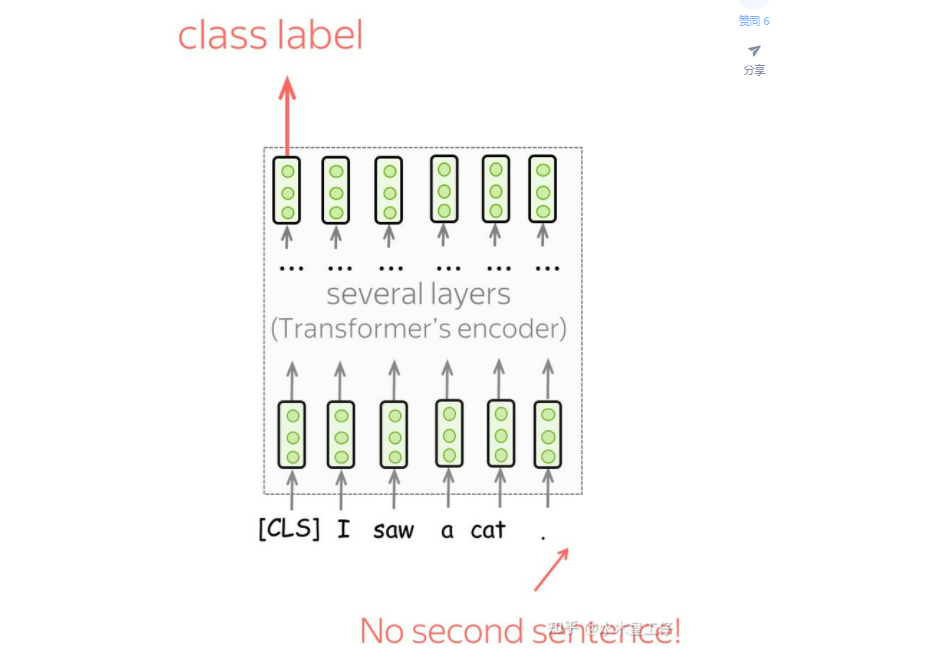 class label
赞同 6
分享
... ... ... ... ... ...
several layers
(Transformer's encoder)
[CLS] I saw a cat .
No second sentence!
知乎